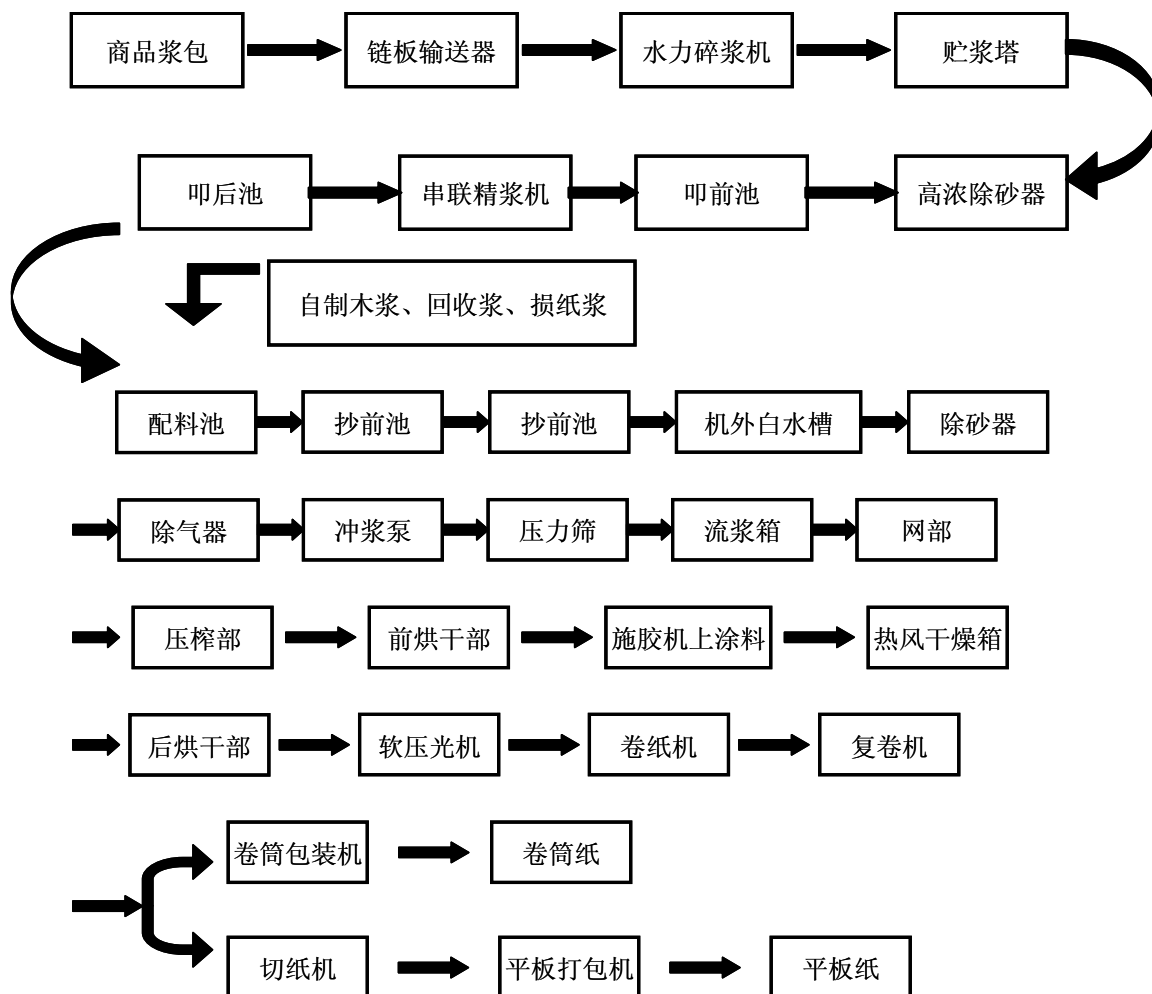 商品浆包
链板输送器
水力碎浆机
贮浆塔
叩后池
串联精浆机
叩前池
高浓除砂器
自制木浆、回收浆、损纸浆
配料池
抄前池
抄前池
机外白水槽
除砂器
除气器
冲浆泵
压力筛
流浆箱
网部
压榨部
前烘干部
施胶机上涂料
热风干燥箱
后烘干部
软压光机
卷纸机
复卷机
卷筒包装机
卷筒纸
切纸机
平板打包机
平板纸